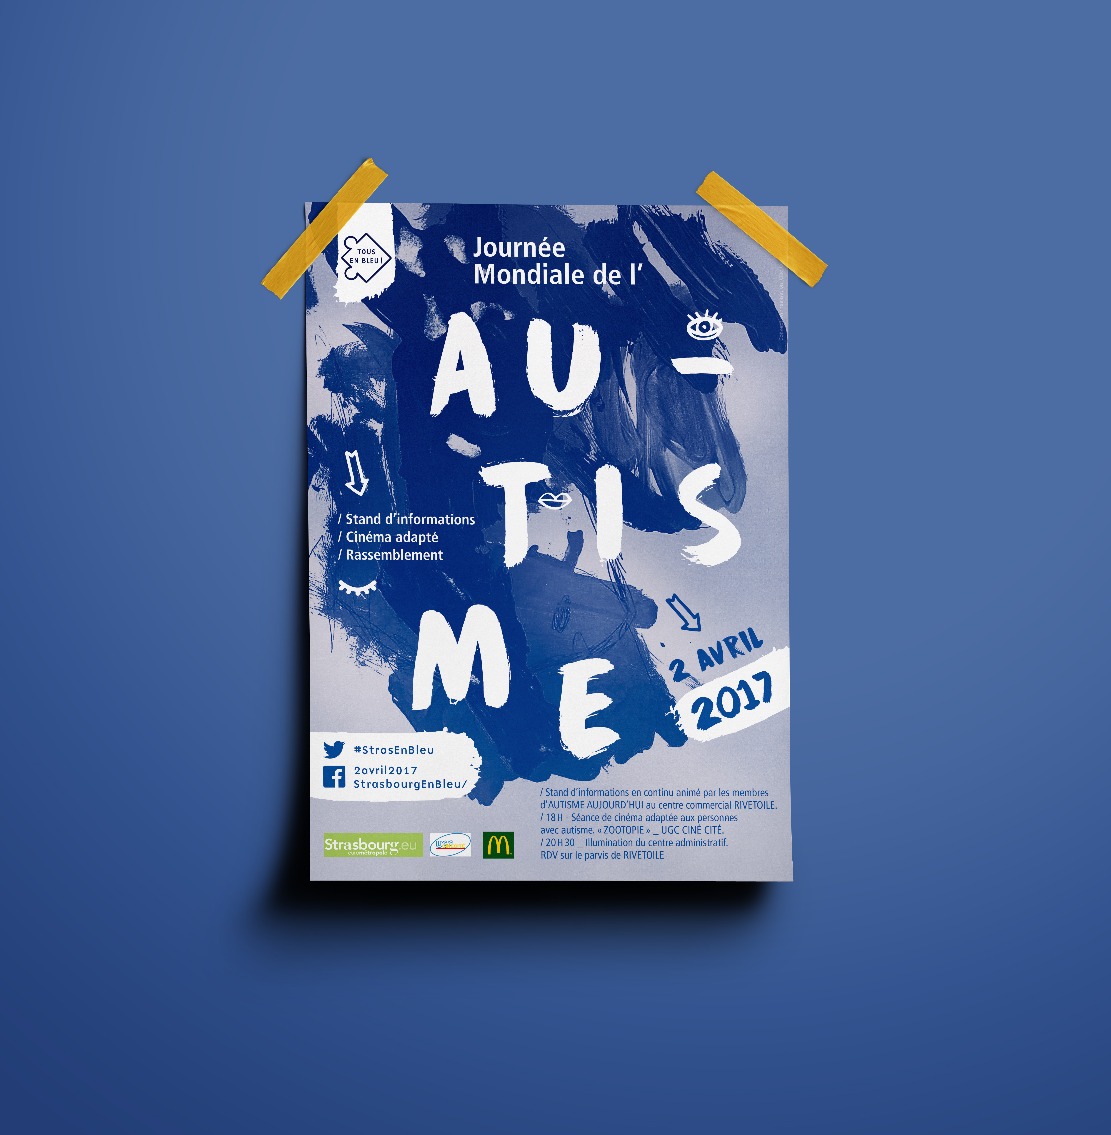 TOUS
EN BLEU!
Journée
Mondiale de l'
AU-
TIS
ME
/ Stand d'informations
/ Cinéma adapté
/ Rassemblement
2 AVRIL
2017
#StrasEnBleu
2avril2017
StrasbourgEnBleu/
Strasbourg.eu
eurométropole
/ Stand d'informations en continu animé par les membres
d'AUTISME AUJOURD'HUI au centre commercial RIVETOILE.
/ 18H - Séance de cinéma adaptée aux personnes
avec autisme. «ZOOTOPIE» _ UGC CINÉ CITÉ.
/ 20H30 _ Illumination du centre administratif.
RDV sur le parvis de RIVETOILE